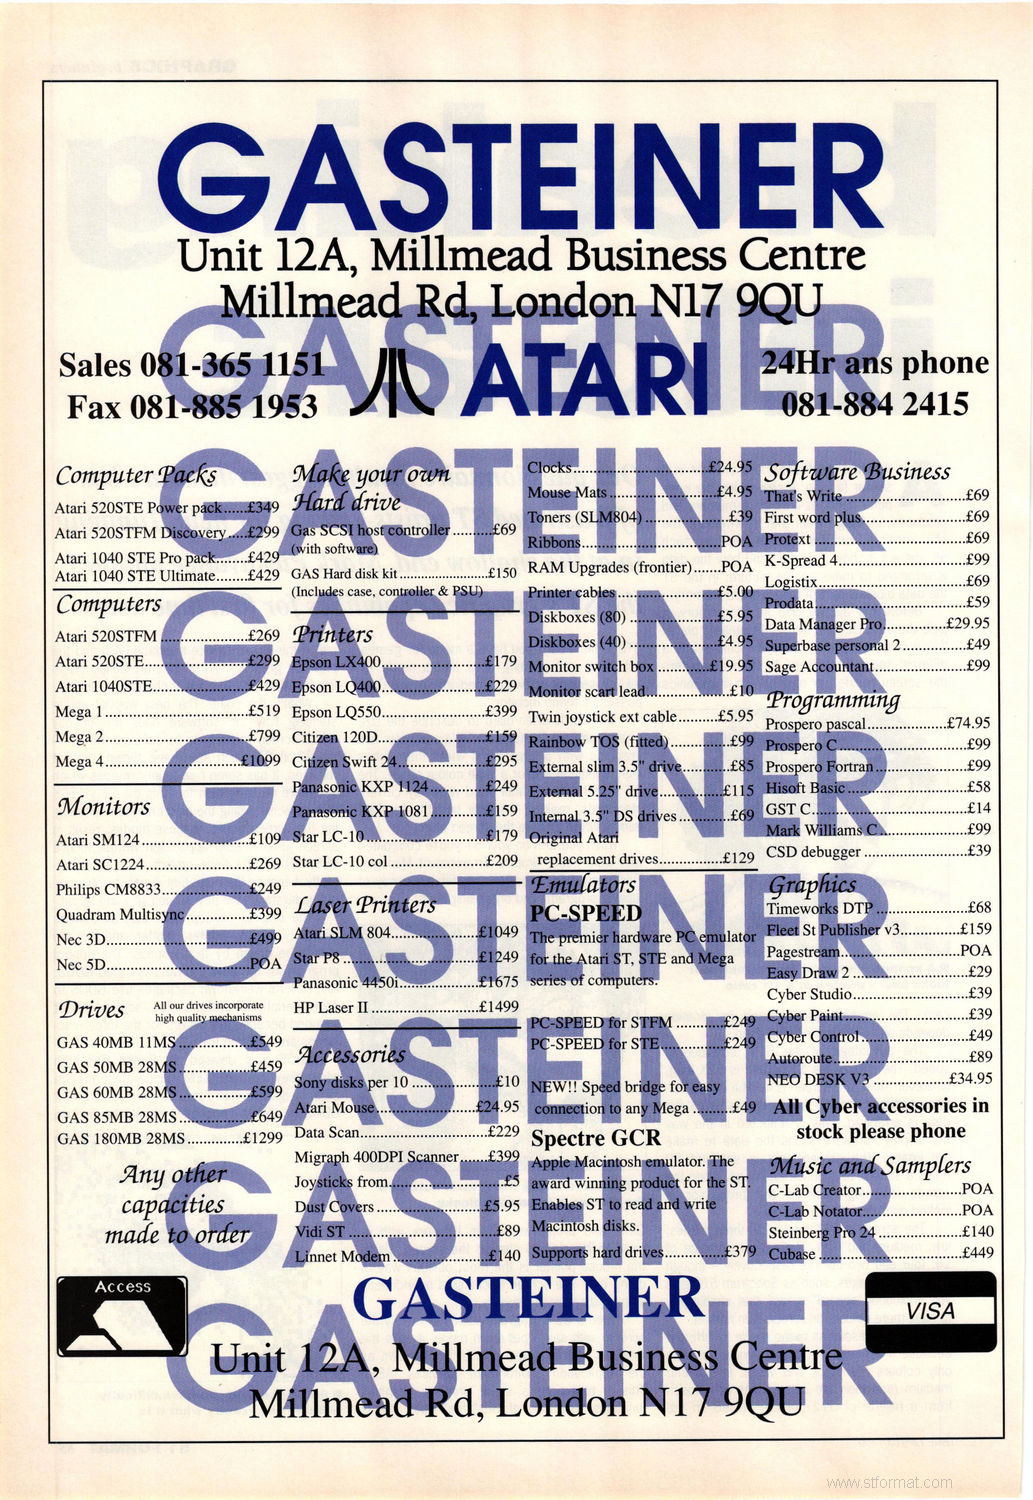 GASTEINER
Unit 12A, Millmead Business Centre
Millmead Rd, London N17 9QU
Sales 081-365 1151
Fax 081-885 1953
ATARI
24Hr ans phone
081-884 2415
Computer Packs
Atari 520STE Power pack.....£349
Atari 520STFM Discovery.....£299
Atari 1040 STE Pro pack........£429
Atari 1040 STE Ultimate........£429
Computers
Atari 520STFM ......................£269
Atari 520STE..........................£299
Atari 1040STE........................£429
Mega 1....................................£519
Mega 2....................................£799
Mega 4..................................£1099
Monitors
Atari SM124...........................£109
Atari SC1224..........................£269
Philips CM8833......................£249
Quadram Multisync................£399
Nec 3D....................................£499
Nec 5D....................................POA
Drives
All our drives incorporate
high quality mechanisms
GAS 40MB 11MS..................£549
GAS 50MB 28MS..................£459
GAS 60MB 28MS..................£599
GAS 85MB 28MS..................£649
GAS 180MB 28MS..............£1299
Any other
capacities
made to order
Make your own
Hard drive
Gas SCSI host controller..........£69
(with software)
GAS Hard disk kit......................£150
(Includes case, controller & PSU)
Printers
Epson LX400..........................£179
Epson LQ400..........................£229
Epson LQ550..........................£399
Citizen 120D...........................£159
Citizen Swift 24......................£295
Panasonic KXP 1124..............£249
Panasonic KXP 1081..............£159
Star LC-10..............................£179
Star LC-10 col ........................£209
Laser Printers
Atari SLM 804......................£1049
Star P8..................................£1249
Panasonic 4450i....................£1675
HP Laser II ...........................£1499
Accessories
Sony disks per 10 .....................£10
Atari Mouse.........................£24.95
Data Scan................................£229
Migraph 400DPI Scanner.......£399
Joysticks from.............................£5
Dust Covers...........................£5.95
Vidi ST .....................................£89
Linnet Modem ........................£140
Clocks..................................£24.95
Mouse Mats ...........................£4.95
Toners (SLM804) .....................£39
Ribbons...................................POA
RAM Upgrades (frontier).......POA
Printer cables .........................£5.00
Diskboxes (80) ......................£5.95
Diskboxes (40) ......................£4.95
Monitor switch box .............£19.95
Monitor scart lead.....................£10
Twin joystick ext cable..........£5.95
Rainbow TOS (fitted)...............£99
External slim 3.5" drive............£85
External 5.25" drive................£115
Internal 3.5" DS drives.............£69
Original Atari
replacement drives................£129
Emulators
PC-SPEED
The premier hardware PC emulator
for the Atari ST, STE and Mega
series of computers.
PC-SPEED for STFM ............£249
PC-SPEED for STE................£249
NEW!! Speed bridge for easy
connection to any Mega ..........£49
Spectre GCR
Apple Macintosh emulator. The
award winning product for the ST.
Enables ST to read and write
Macintosh disks.
Supports hard drives...............£379
Software Business
That's Write ..............................£69
First word plus..........................£69
Protext ......................................£69
K-Spread 4................................£99
Logistix.....................................£69
Prodata......................................£59
Data Manager Pro................£29.95
Superbase personal 2................£49
Sage Accountant.......................£99
Programming
Prospero pascal....................£74.95
Prospero C................................£99
Prospero Fortran.......................£99
Hisoft Basic..............................£58
GST C.......................................£14
Mark Williams C......................£99
CSD debugger ..........................£39
Graphics
Timeworks DTP .......................£68
Fleet St Publisher v3...............£159
Pagestream..............................POA
Easy Draw 2.............................£29
Cyber Studio.............................£39
Cyber Paint...............................£39
Cyber Control...........................£49
Autoroute..................................£89
NEO DESK V3 ...................£34.95
All Cyber accessories in
stock please phone
Music and Samplers
C-Lab Creator.........................POA
C-Lab Notator.........................POA
Steinberg Pro 24.....................£140
Cubase ...................................£449
Access
GASTEINER
VISA
Unit 12A, Millmead Business Centre
Millmead Rd, London N17 9QU
GASTEINER
GASTEINER
GASTEINER
GASTEINER
GASTEINER
GASTEINER
GASTEINER
GASTEINER
www.stformat.com